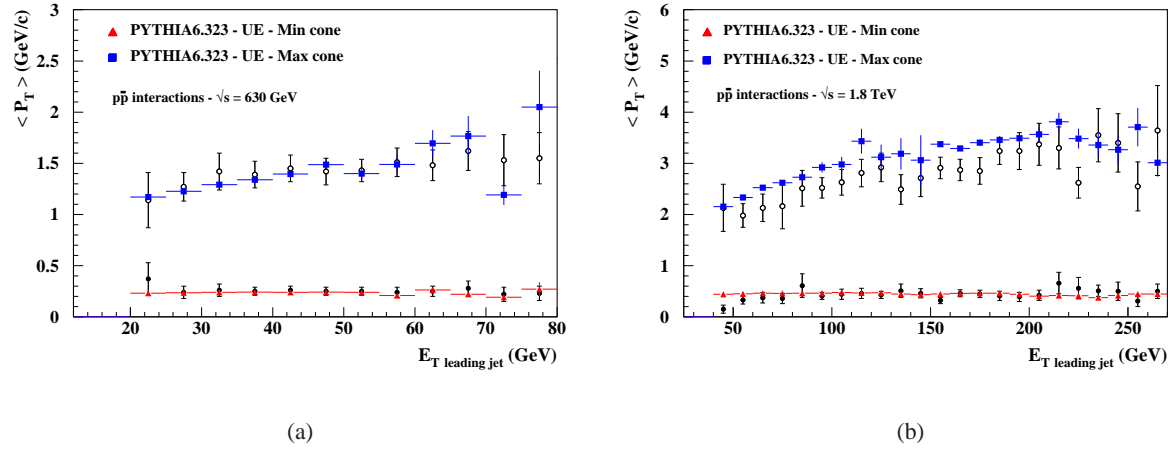 3
2.5
2
1.5
1
0.5
0
20 30 40 50 60 70 80
< P_T > (GeV/c)
E_T leading jet (GeV)
PYTHIA6.323 - UE - Min cone
PYTHIA6.323 - UE - Max cone
pp̄ interactions - √s = 630 GeV
(a)
6
5
4
3
2
1
0
50 100 150 200 250
< P_T > (GeV/c)
E_T leading jet (GeV)
PYTHIA6.323 - UE - Min cone
PYTHIA6.323 - UE - Max cone
pp̄ interactions - √s = 1.8 TeV
(b)